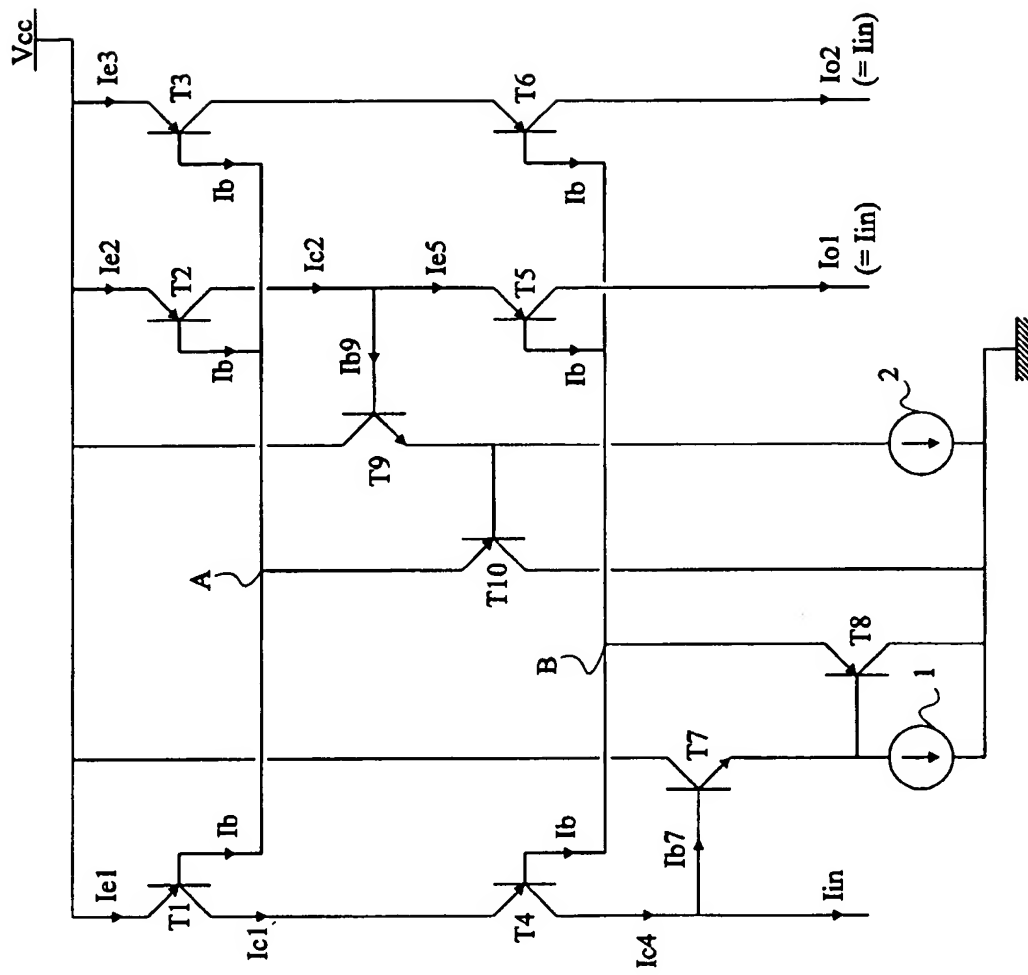 Vcc
Ie1
Ie2
Ie3
T1
T2
T3
Ib
Ib
Ib
A
Ic1
Ic2
Ib9
Ie5
T9
T10
T4
T5
T6
Ib
Ib
Ib
B
Ic4
Ib7
T7
T8
1
2
Iin
Io1
(= Iin)
Io2
(= Iin)